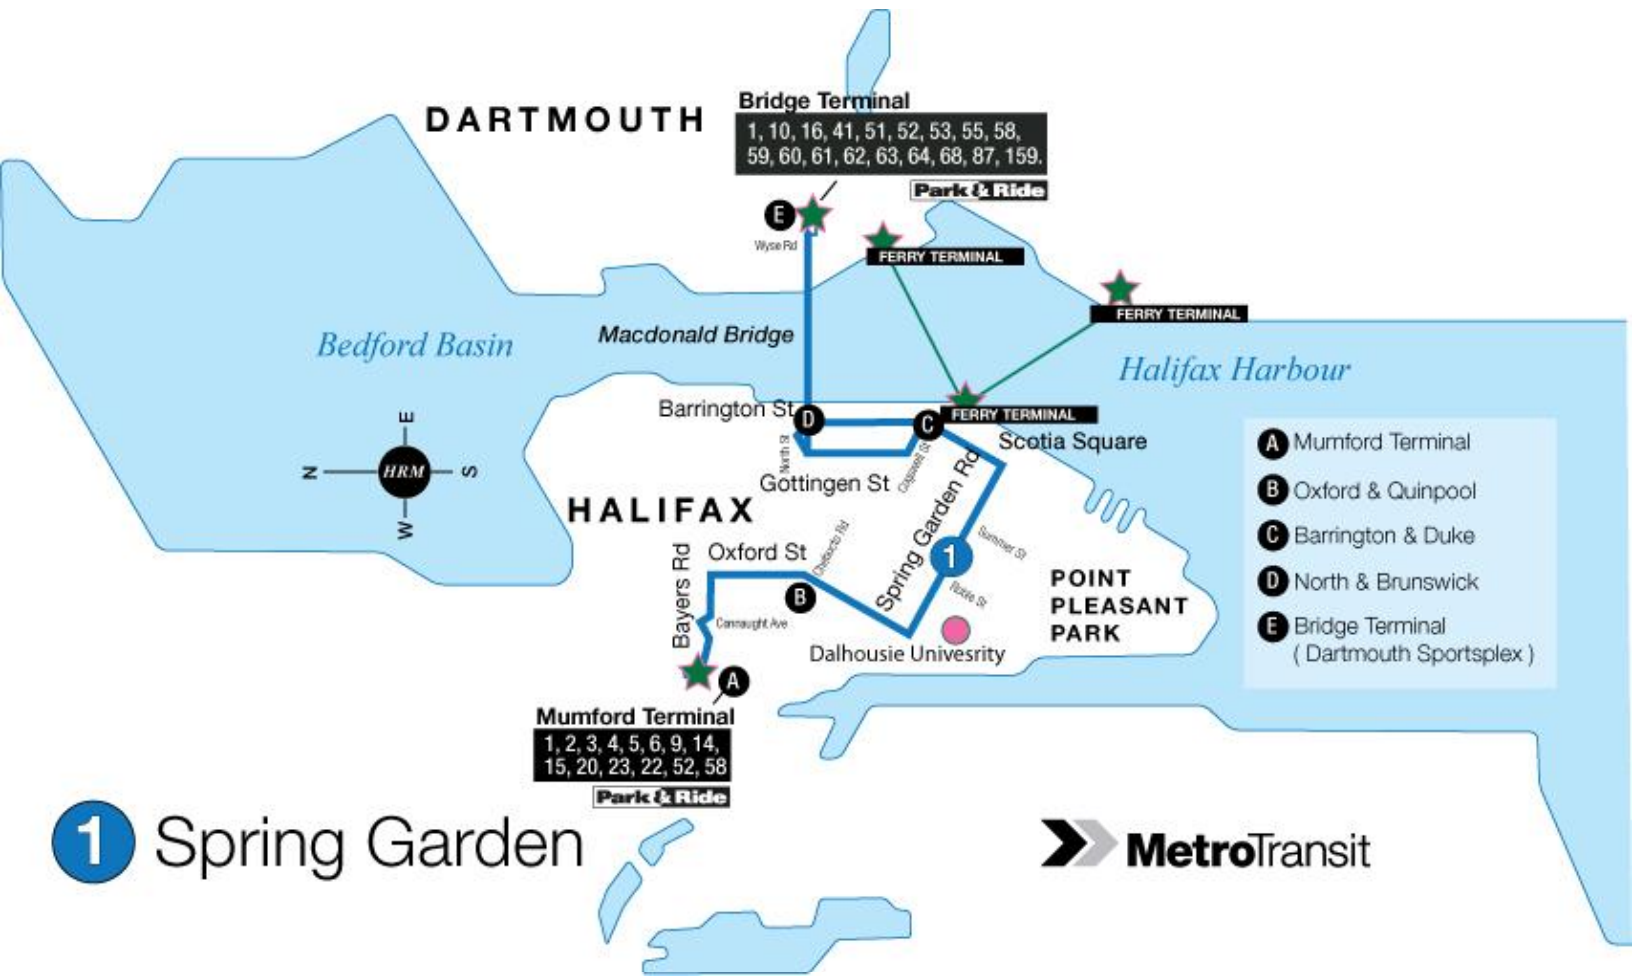 DARTMOUTH
Bridge Terminal
1, 10, 16, 41, 51, 52, 53, 55, 58,
59, 60, 61, 62, 63, 64, 68, 87, 159.
Park & Ride
E
Wyse Rd
FERRY TERMINAL
FERRY TERMINAL
Bedford Basin
Macdonald Bridge
Halifax Harbour
Barrington St
D
C
FERRY TERMINAL
Scotia Square
North St
Gottingen St
Cogswell St
Spring Garden Rd
E
N
HRM
S
W
HALIFAX
Bayers Rd
Oxford St
Chebucto Rd
1
Summer St
Robie St
B
Connaught Ave
POINT
PLEASANT
PARK
Dalhousie Univesrity
A
Mumford Terminal
1, 2, 3, 4, 5, 6, 9, 14,
15, 20, 23, 22, 52, 58
Park & Ride
A Mumford Terminal
B Oxford & Quinpool
C Barrington & Duke
D North & Brunswick
E Bridge Terminal
( Dartmouth Sportsplex )
1 Spring Garden
MetroTransit